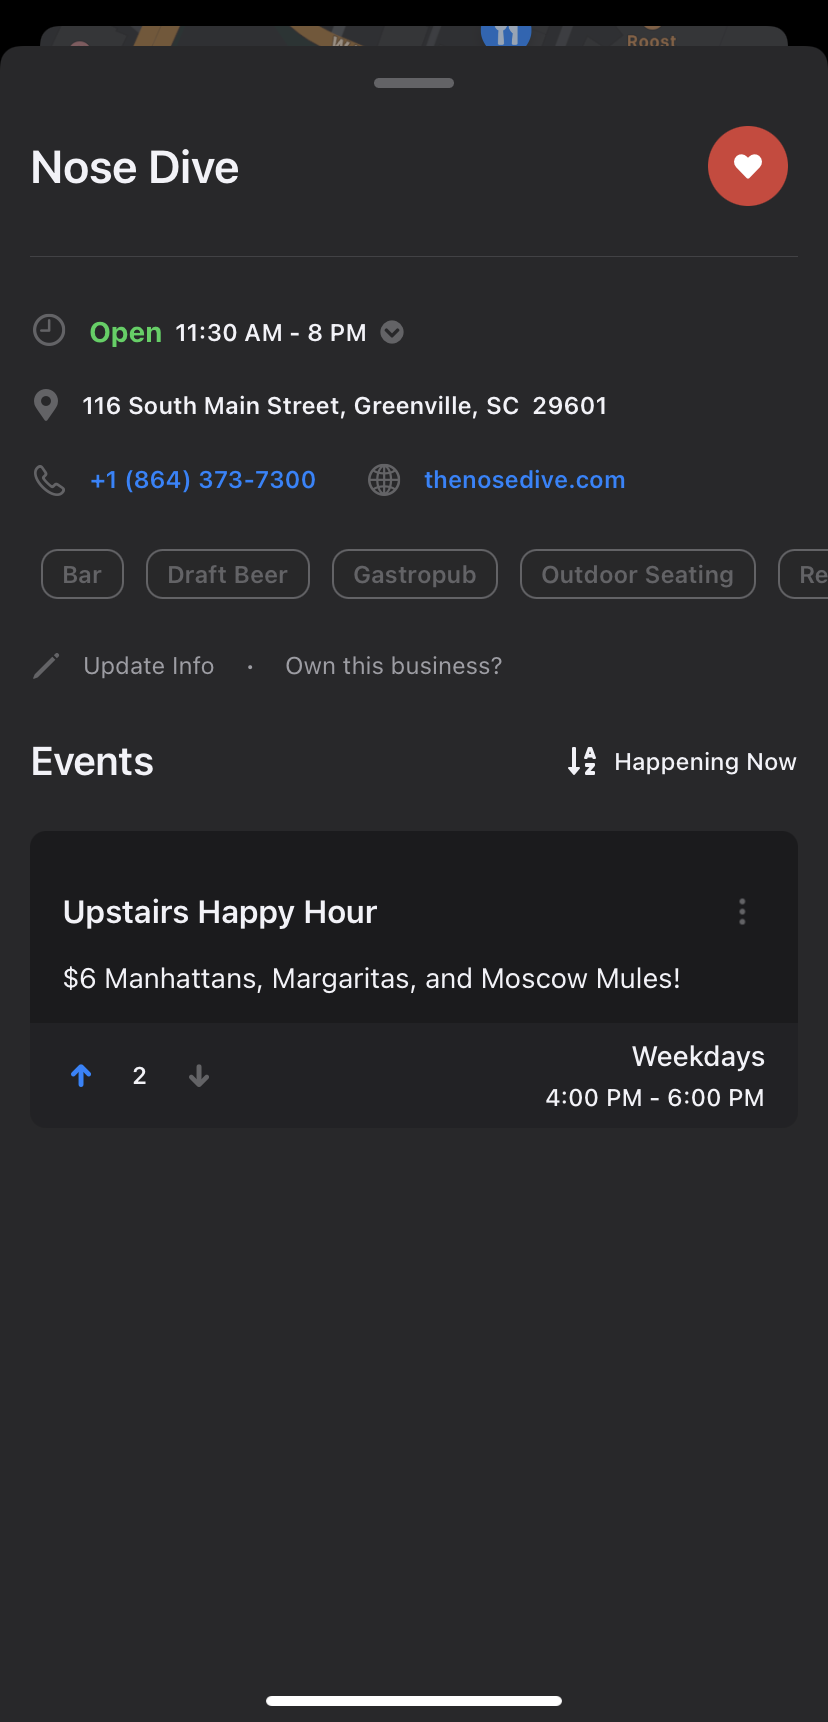 Roost
Nose Dive
Open 11:30 AM - 8 PM
116 South Main Street, Greenville, SC 29601
+1 (864) 373-7300 thenosedive.com
Bar Draft Beer Gastropub Outdoor Seating
Update Info · Own this business?
Events
Happening Now
Upstairs Happy Hour
$6 Manhattans, Margaritas, and Moscow Mules!
2
Weekdays
4:00 PM - 6:00 PM